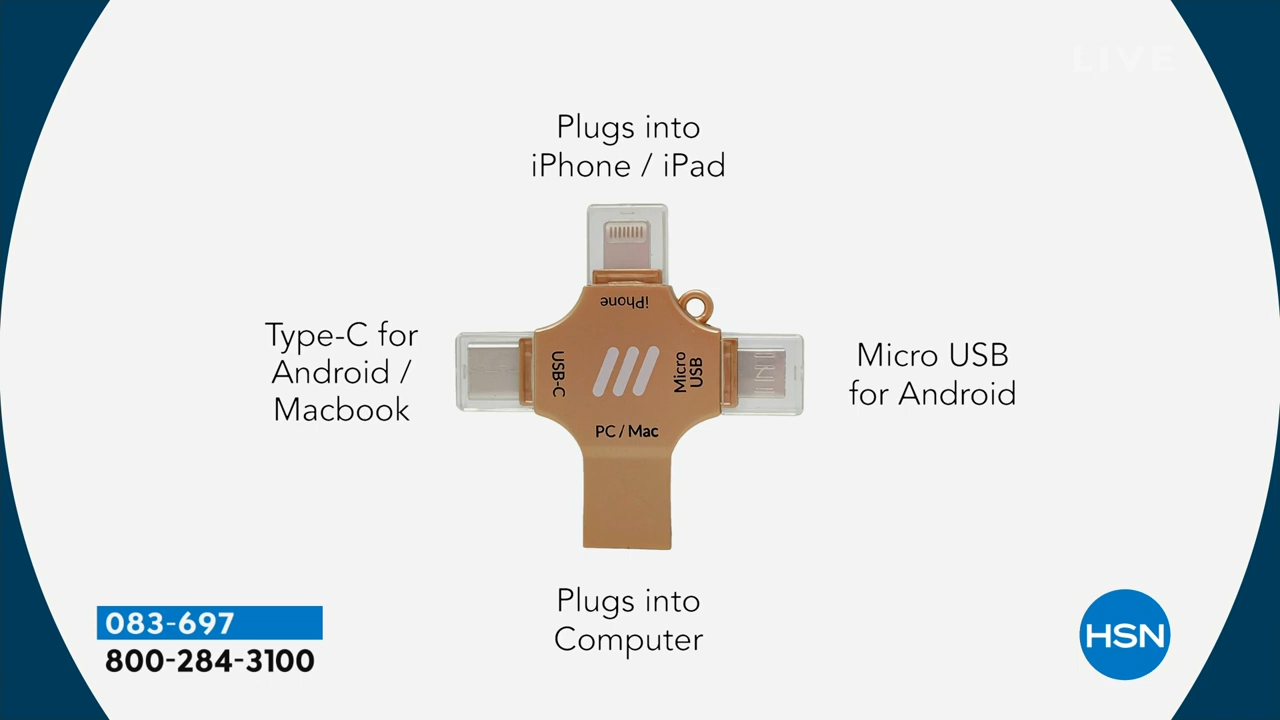 LIVE
Plugs into
iPhone / iPad
iPhone
Type-C for
Android /
Macbook
USB-C
Micro
USB
Micro USB
for Android
PC / Mac
Plugs into
Computer
083-697
800-284-3100
HSN